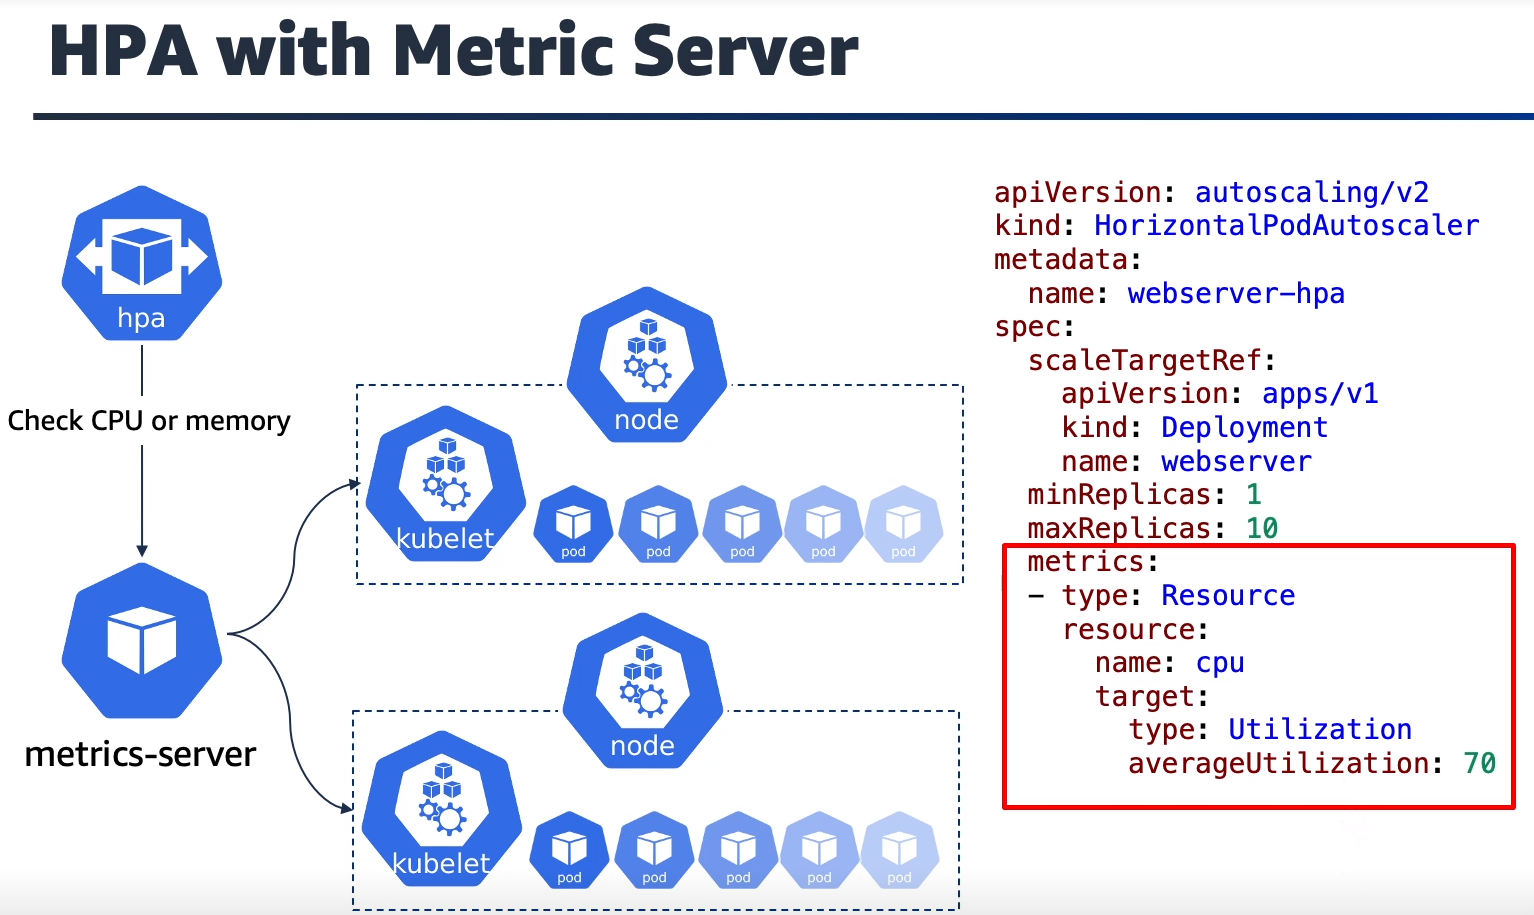 HPA with Metric Server
hpa
Check CPU or memory
metrics-server
node
kubelet
pod
pod
pod
pod
pod
node
kubelet
pod
pod
pod
pod
pod
apiVersion: autoscaling/v2
kind: HorizontalPodAutoscaler
metadata:
  name: webserver-hpa
spec:
  scaleTargetRef:
    apiVersion: apps/v1
    kind: Deployment
    name: webserver
  minReplicas: 1
  maxReplicas: 10
  metrics:
  - type: Resource
    resource:
      name: cpu
      target:
        type: Utilization
        averageUtilization: 70